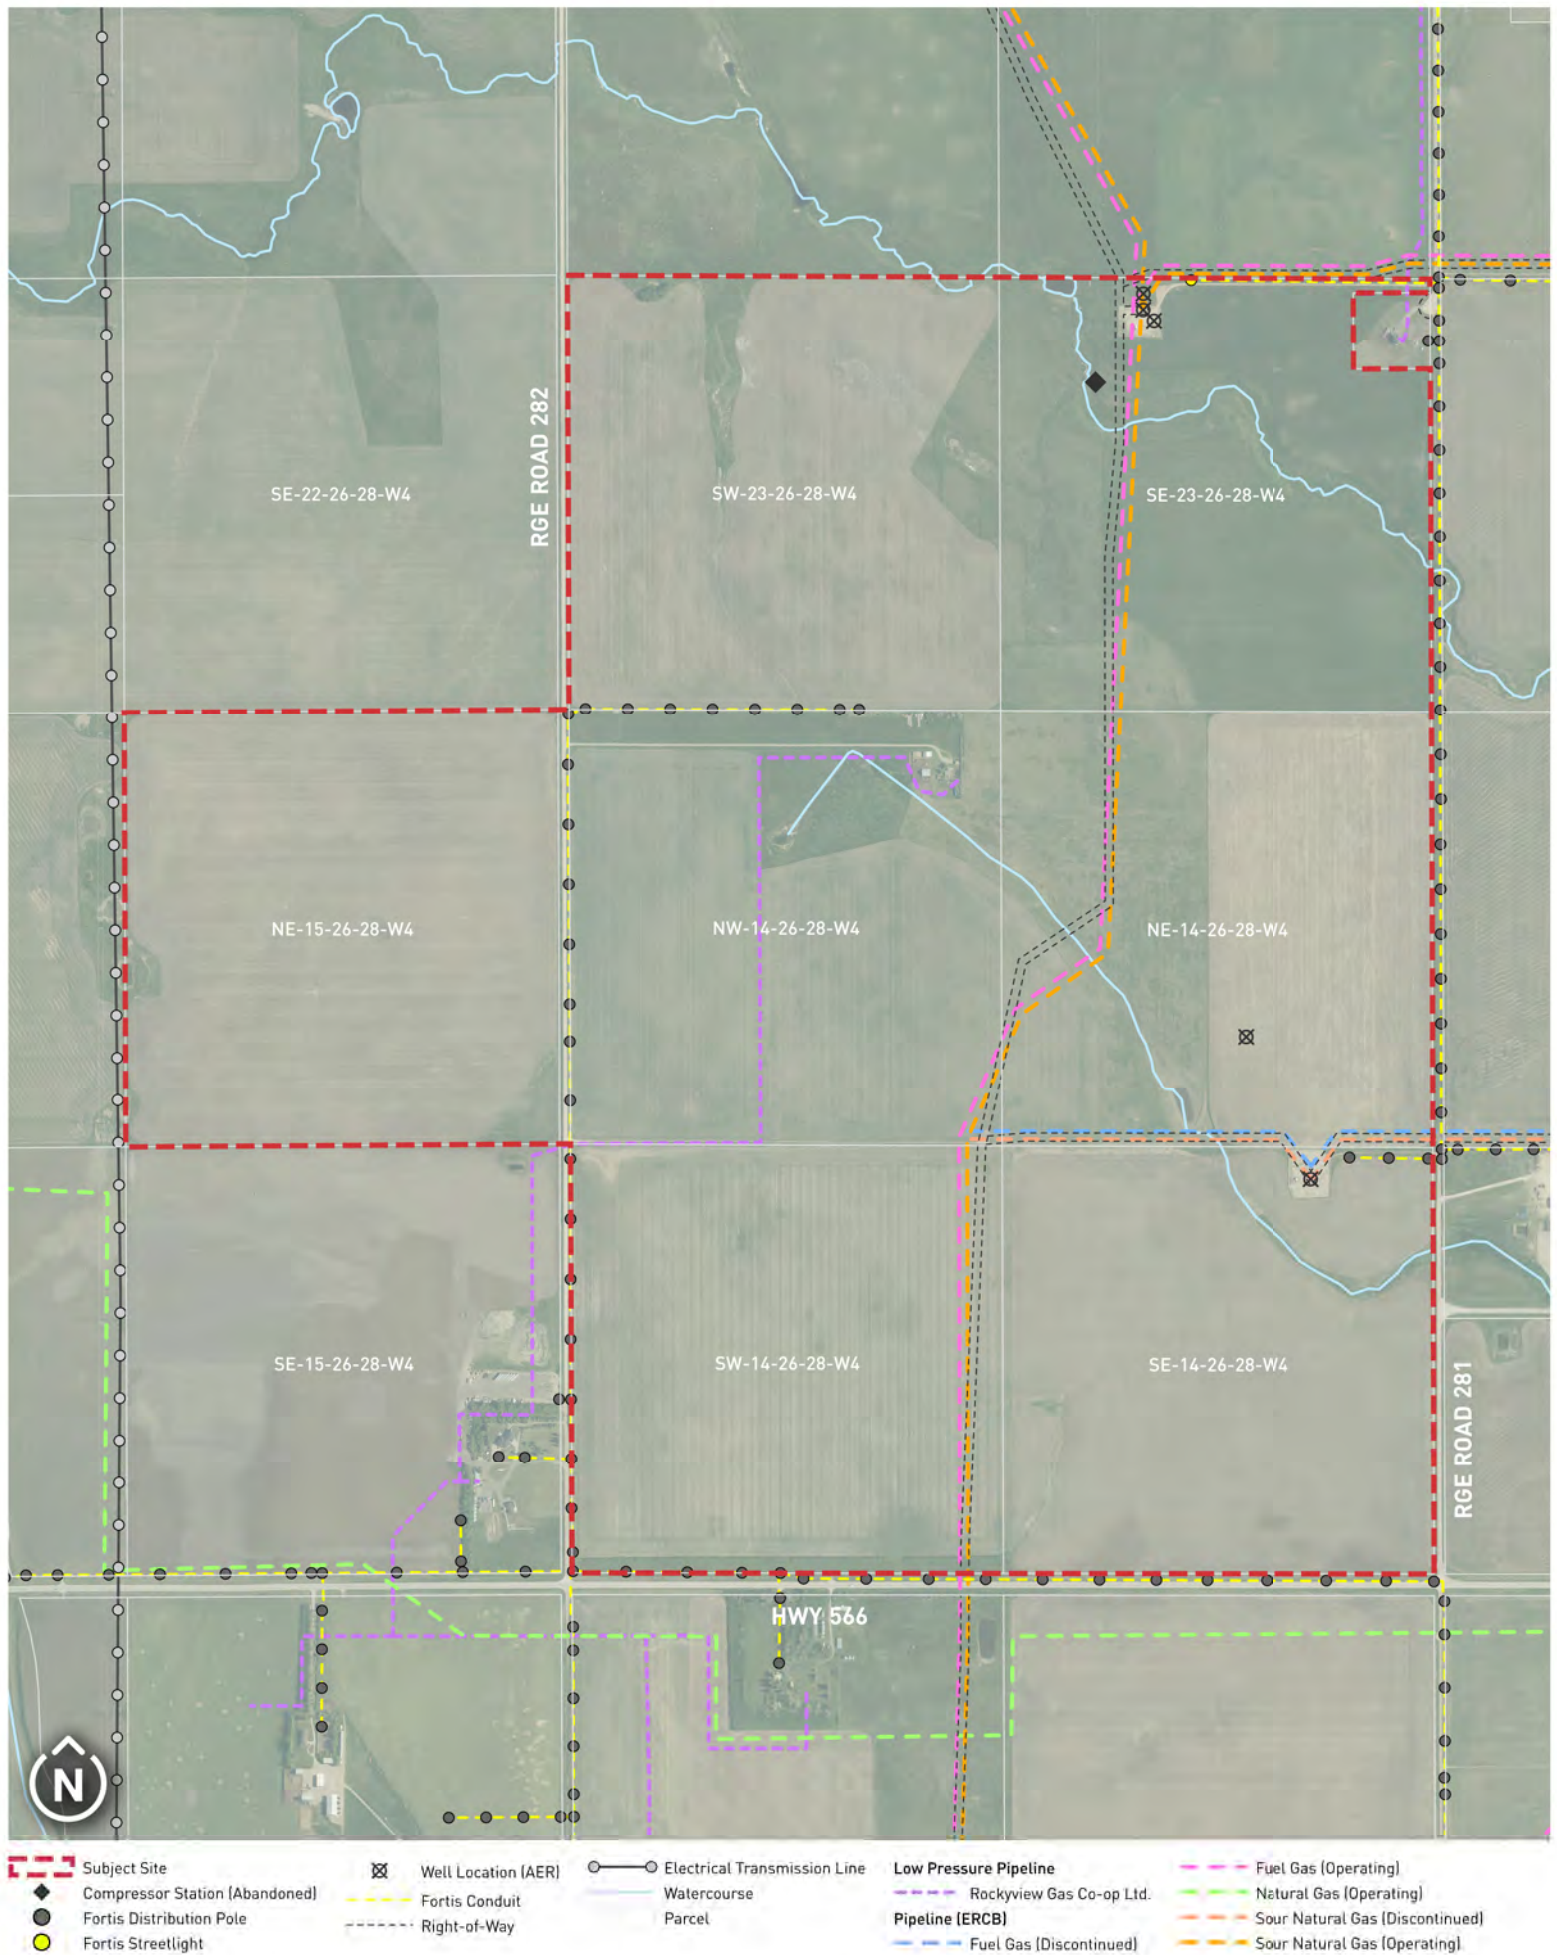 RGE ROAD 282
SE-22-26-28-W4
SW-23-26-28-W4
SE-23-26-28-W4
NE-15-26-28-W4
NW-14-26-28-W4
NE-14-26-28-W4
SE-15-26-28-W4
SW-14-26-28-W4
SE-14-26-28-W4
RGE ROAD 281
HWY 566
N
Subject Site
Compressor Station (Abandoned)
Fortis Distribution Pole
Fortis Streetlight
Well Location (AER)
Fortis Conduit
Right-of-Way
Electrical Transmission Line
Watercourse
Parcel
Low Pressure Pipeline
Rockyview Gas Co-op Ltd.
Pipeline (ERCB)
Fuel Gas (Discontinued)
Fuel Gas (Operating)
Natural Gas (Operating)
Sour Natural Gas (Discontinued)
Sour Natural Gas (Operating)